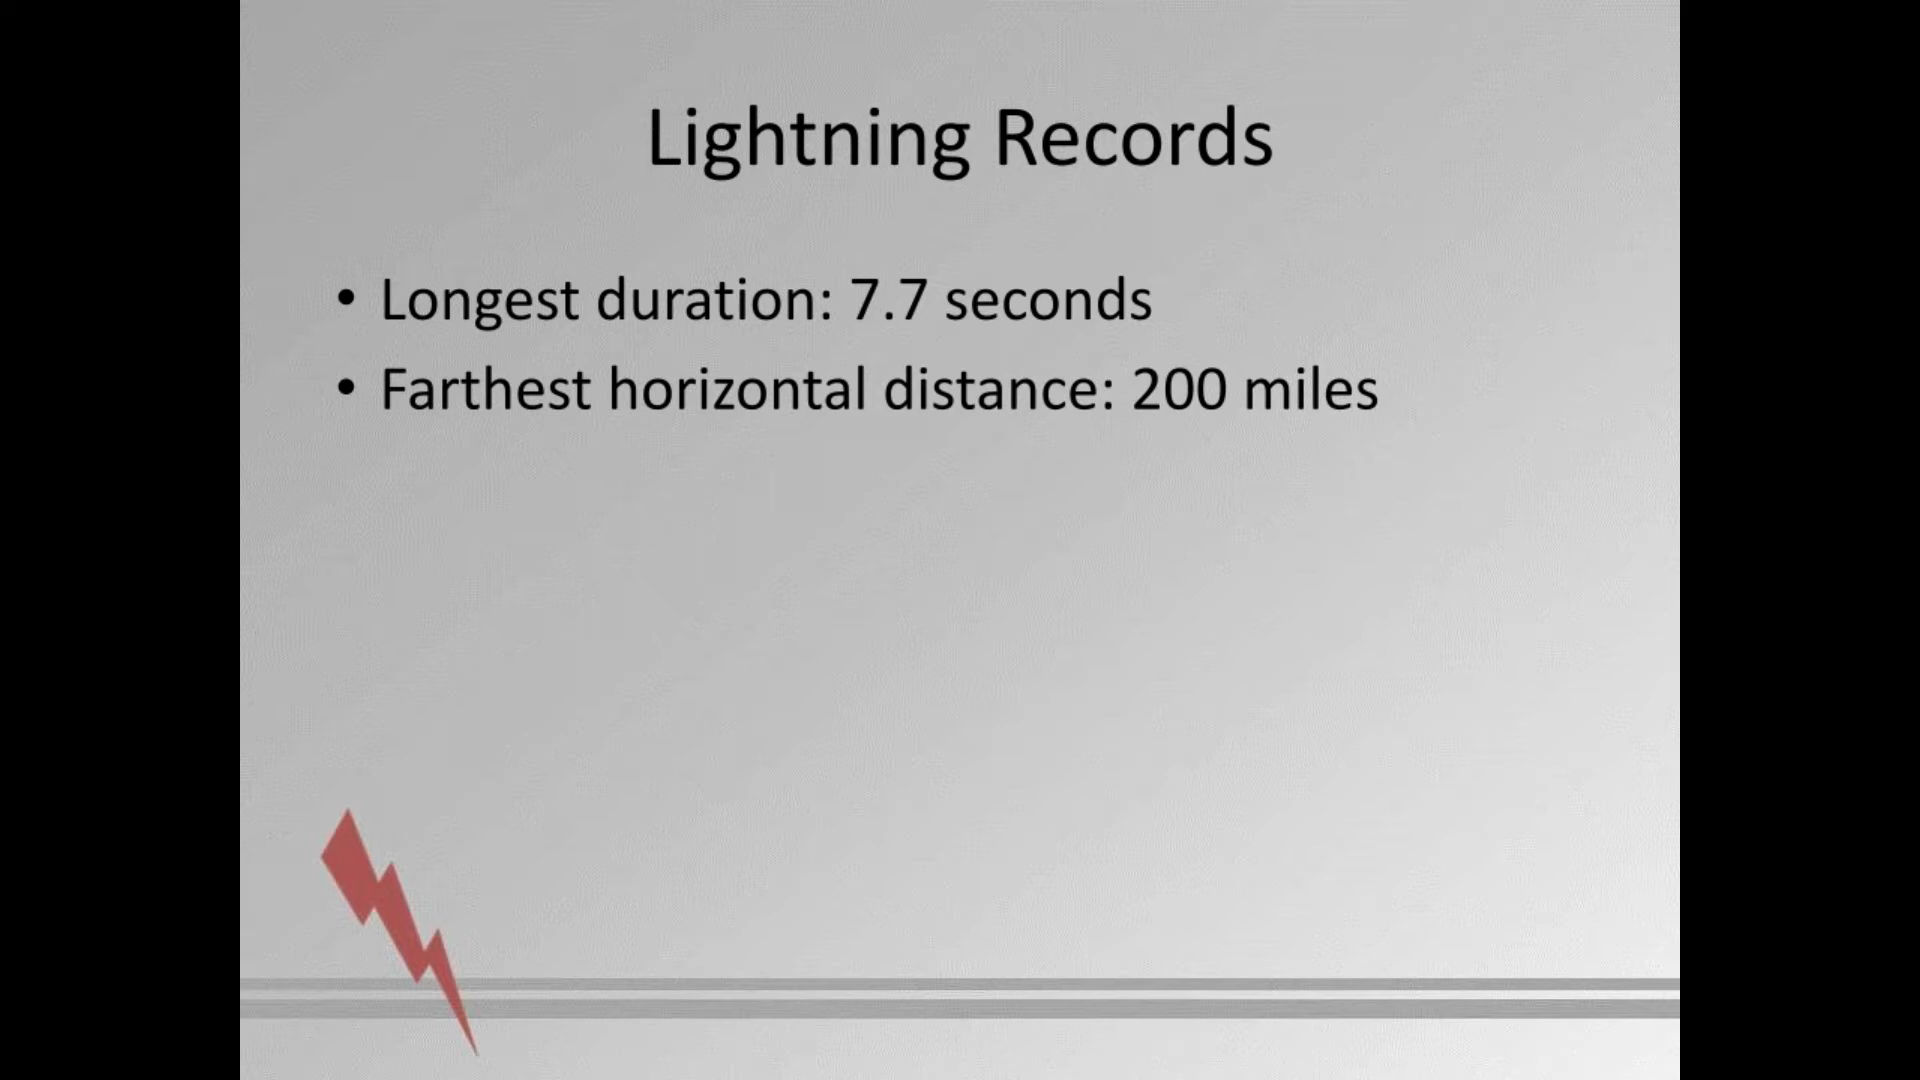 Lightning Records
• Longest duration: 7.7 seconds
• Farthest horizontal distance: 200 miles